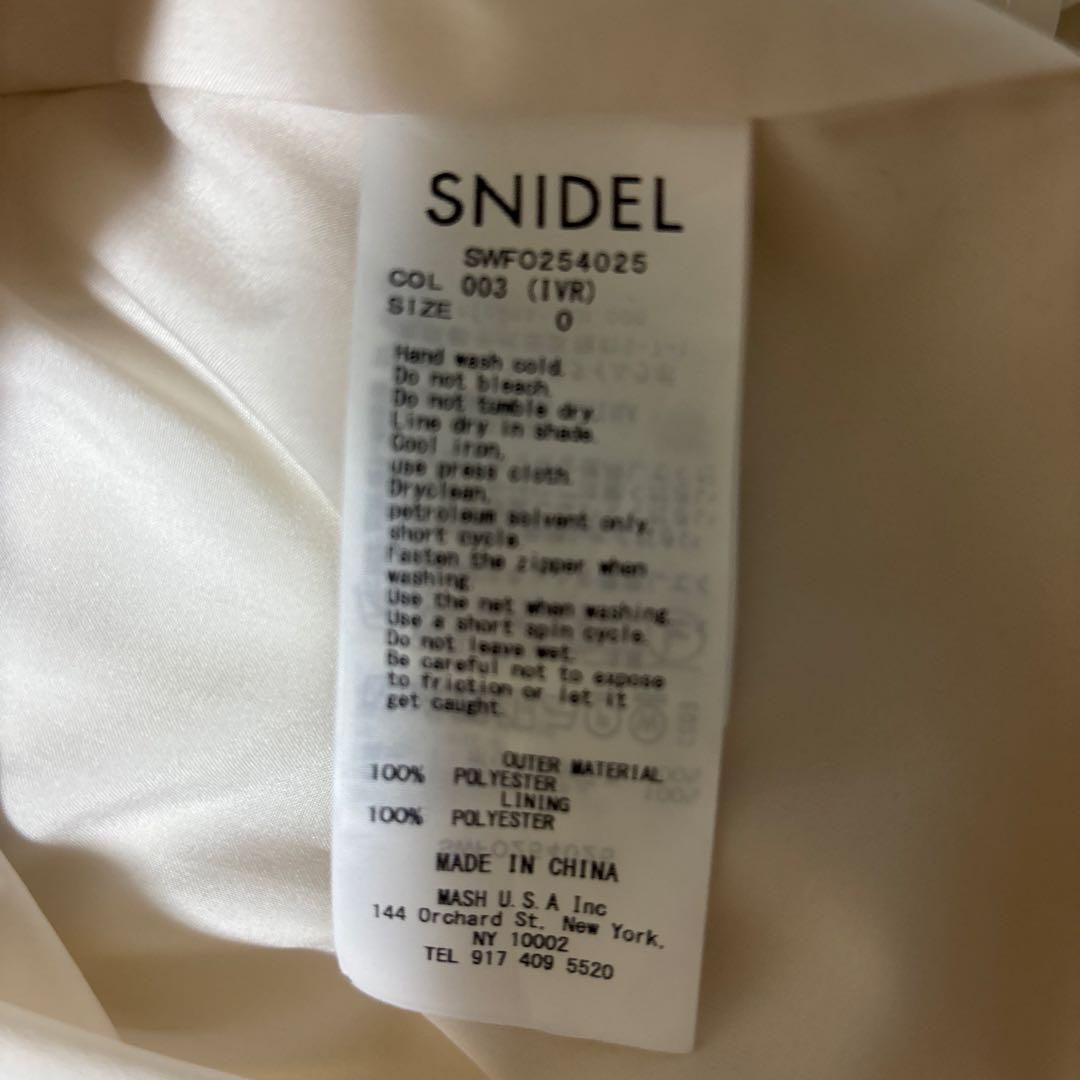 SNIDEL
SWFO254025
COL 003 (IVR)
SIZE 0
Hand wash cold.
Do not bleach.
Do not tumble dry.
Line dry in shade.
Cool iron,
use press cloth.
Dryclean,
petroleum solvent only,
short cycle.
Fasten the zipper when
washing.
Use the net when washing.
Use a short spin cycle.
Do not leave wet.
Be careful not to expose
to friction or let it
get caught.
OUTER MATERIAL
100% POLYESTER
LINING
100% POLYESTER
MADE IN CHINA
MASH U.S.A Inc
144 Orchard St, New York,
NY 10002
TEL 917 409 5520